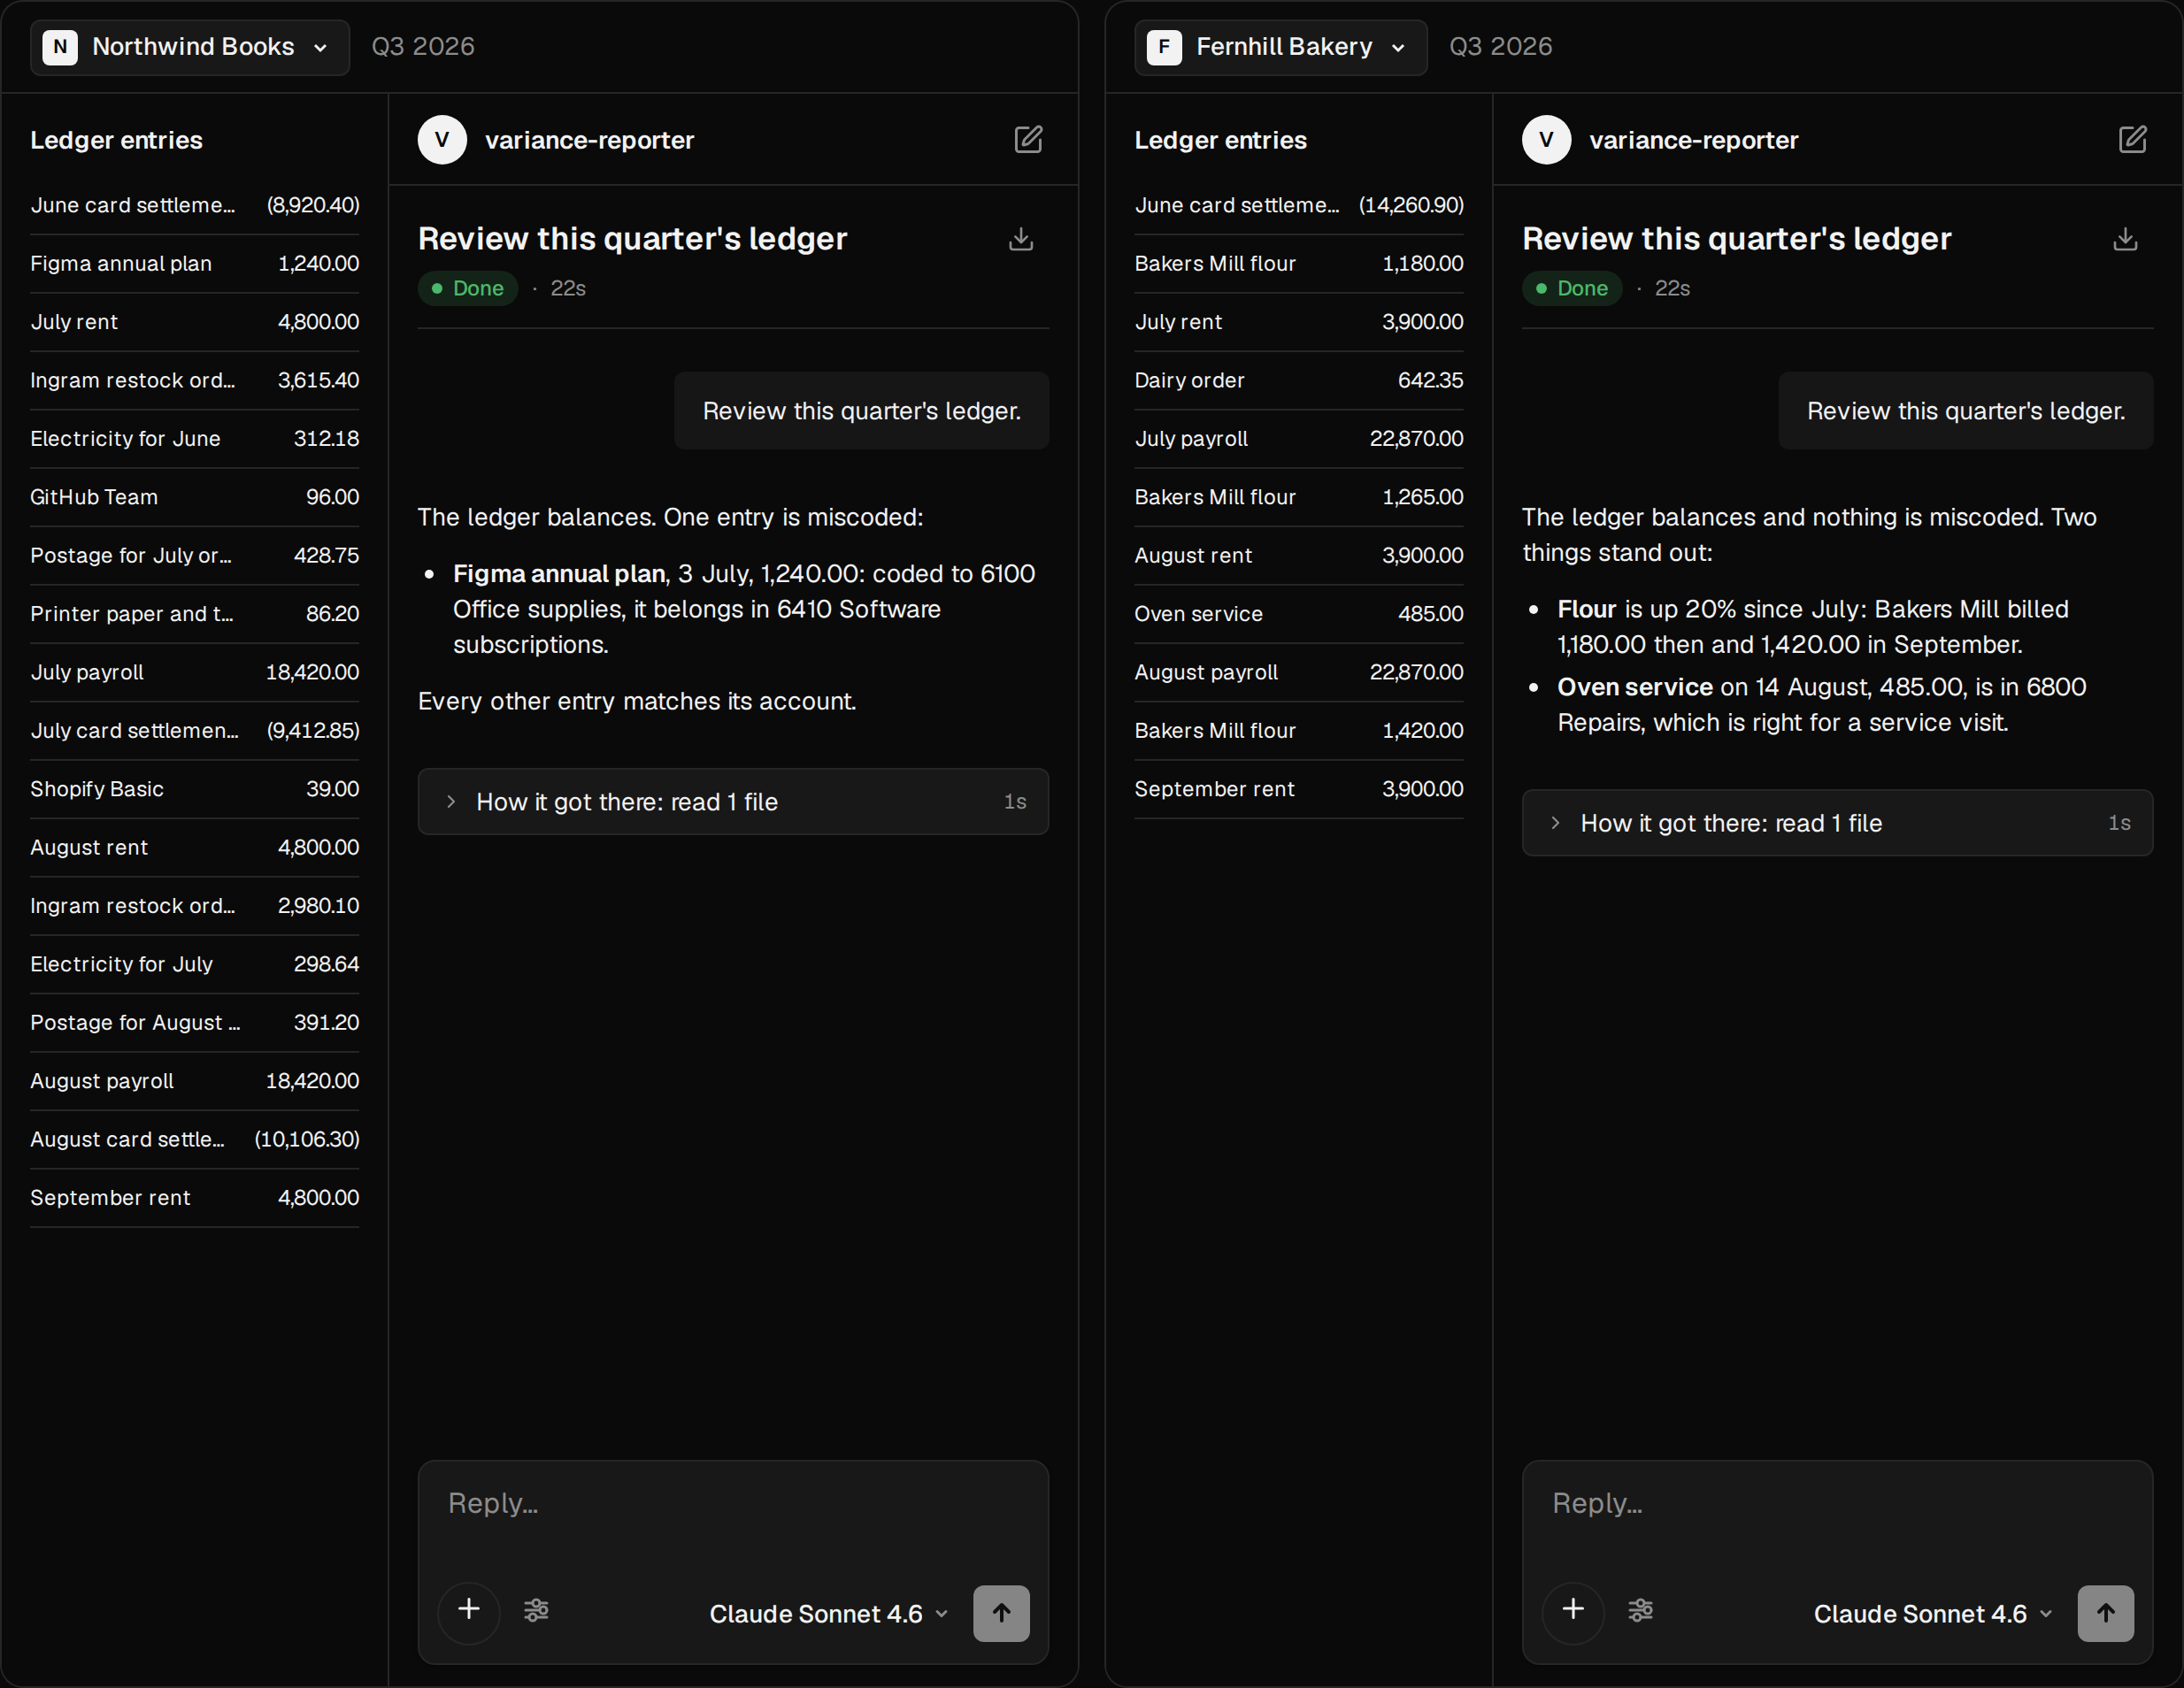 N Northwind Books Q3 2026
Ledger entries
June card settleme... (8,920.40)
Figma annual plan 1,240.00
July rent 4,800.00
Ingram restock ord... 3,615.40
Electricity for June 312.18
GitHub Team 96.00
Postage for July or... 428.75
Printer paper and t... 86.20
July payroll 18,420.00
July card settlemen... (9,412.85)
Shopify Basic 39.00
August rent 4,800.00
Ingram restock ord... 2,980.10
Electricity for July 298.64
Postage for August ... 391.20
August payroll 18,420.00
August card settle... (10,106.30)
September rent 4,800.00
V variance-reporter
Review this quarter's ledger
Done · 22s
Review this quarter's ledger.
The ledger balances. One entry is miscoded:
• Figma annual plan, 3 July, 1,240.00: coded to 6100
Office supplies, it belongs in 6410 Software
subscriptions.
Every other entry matches its account.
How it got there: read 1 file 1s
Reply...
Claude Sonnet 4.6
F Fernhill Bakery Q3 2026
Ledger entries
June card settleme... (14,260.90)
Bakers Mill flour 1,180.00
July rent 3,900.00
Dairy order 642.35
July payroll 22,870.00
Bakers Mill flour 1,265.00
August rent 3,900.00
Oven service 485.00
August payroll 22,870.00
Bakers Mill flour 1,420.00
September rent 3,900.00
V variance-reporter
Review this quarter's ledger
Done · 22s
Review this quarter's ledger.
The ledger balances and nothing is miscoded. Two
things stand out:
• Flour is up 20% since July: Bakers Mill billed
1,180.00 then and 1,420.00 in September.
• Oven service on 14 August, 485.00, is in 6800
Repairs, which is right for a service visit.
How it got there: read 1 file 1s
Reply...
Claude Sonnet 4.6